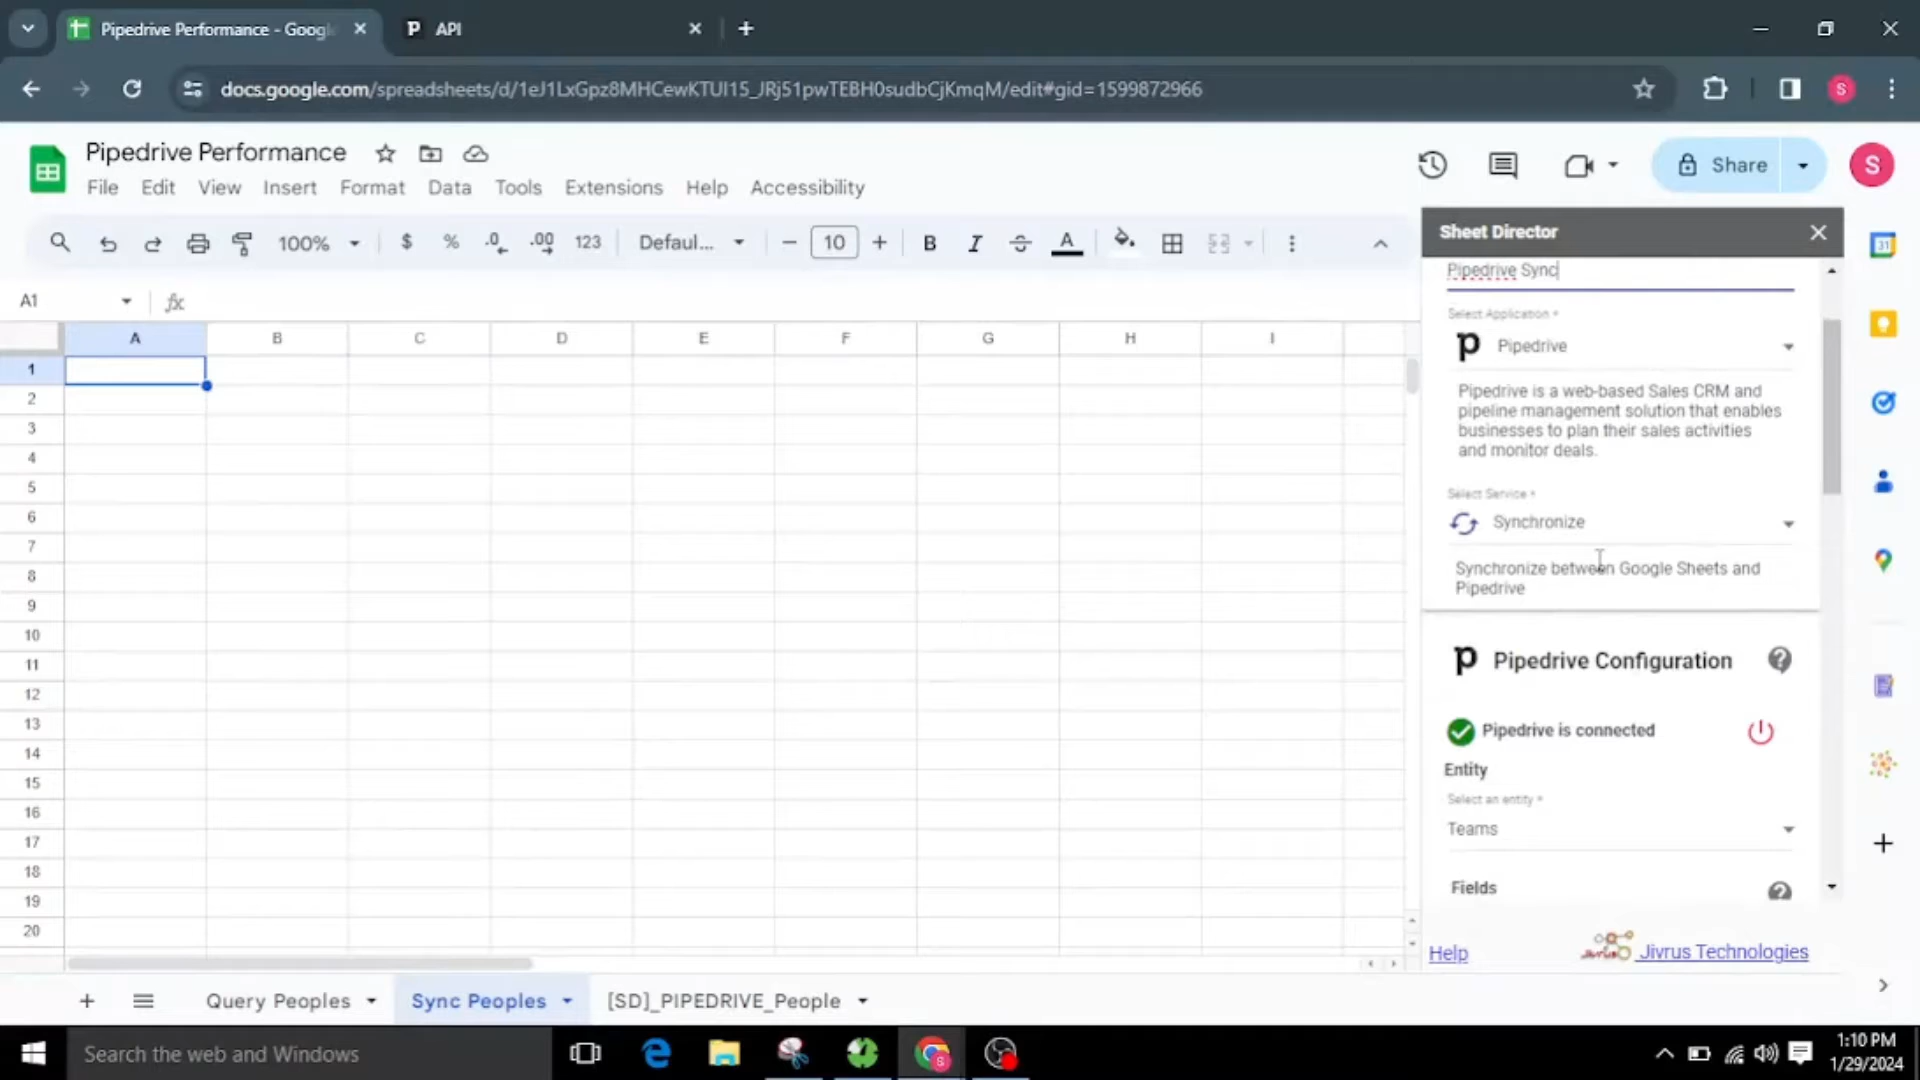 Pipedrive Performance - Googl
API
docs.google.com/spreadsheets/d/1eJ1LxGpz8MHCewKTUI15_JRj51pwTEBH0sudbCjKmqM/edit#gid=1599872966
S
Pipedrive Performance
File Edit View Insert Format Data Tools Extensions Help Accessibility
Share
S
100% $ % .0 .00 123 Defaul... 10 B I A
Sheet Director
A1 fx
A B C D E F G H I
1
2
3
4
5
6
7
8
9
10
11
12
13
14
15
16
17
18
19
20
Pipedrive Sync
Select Application *
Pipedrive
Pipedrive is a web-based Sales CRM and
pipeline management solution that enables
businesses to plan their sales activities
and monitor deals.
Select Service *
Synchronize
Synchronize between Google Sheets and
Pipedrive
Pipedrive Configuration
Pipedrive is connected
Entity
Select an entity *
Teams
Fields
Help Jivrus Technologies
31
Query Peoples Sync Peoples [SD]_PIPEDRIVE_People
Search the web and Windows
1:10 PM
1/29/2024